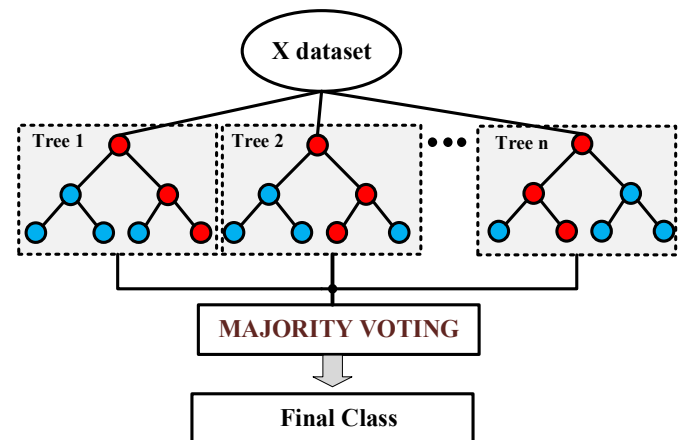 X dataset
Tree 1
Tree 2
Tree n
MAJORITY VOTING
Final Class